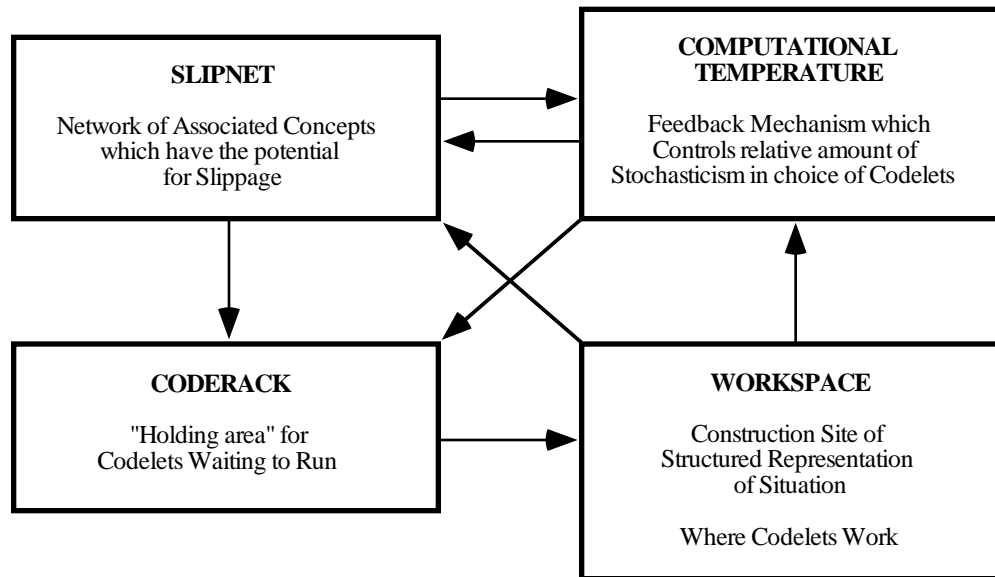 SLIPNET
Network of Associated Concepts
which have the potential
for Slippage
COMPUTATIONAL
TEMPERATURE
Feedback Mechanism which
Controls relative amount of
Stochasticism in choice of Codelets
CODERACK
"Holding area" for
Codelets Waiting to Run
WORKSPACE
Construction Site of
Structured Representation
of Situation
Where Codelets Work